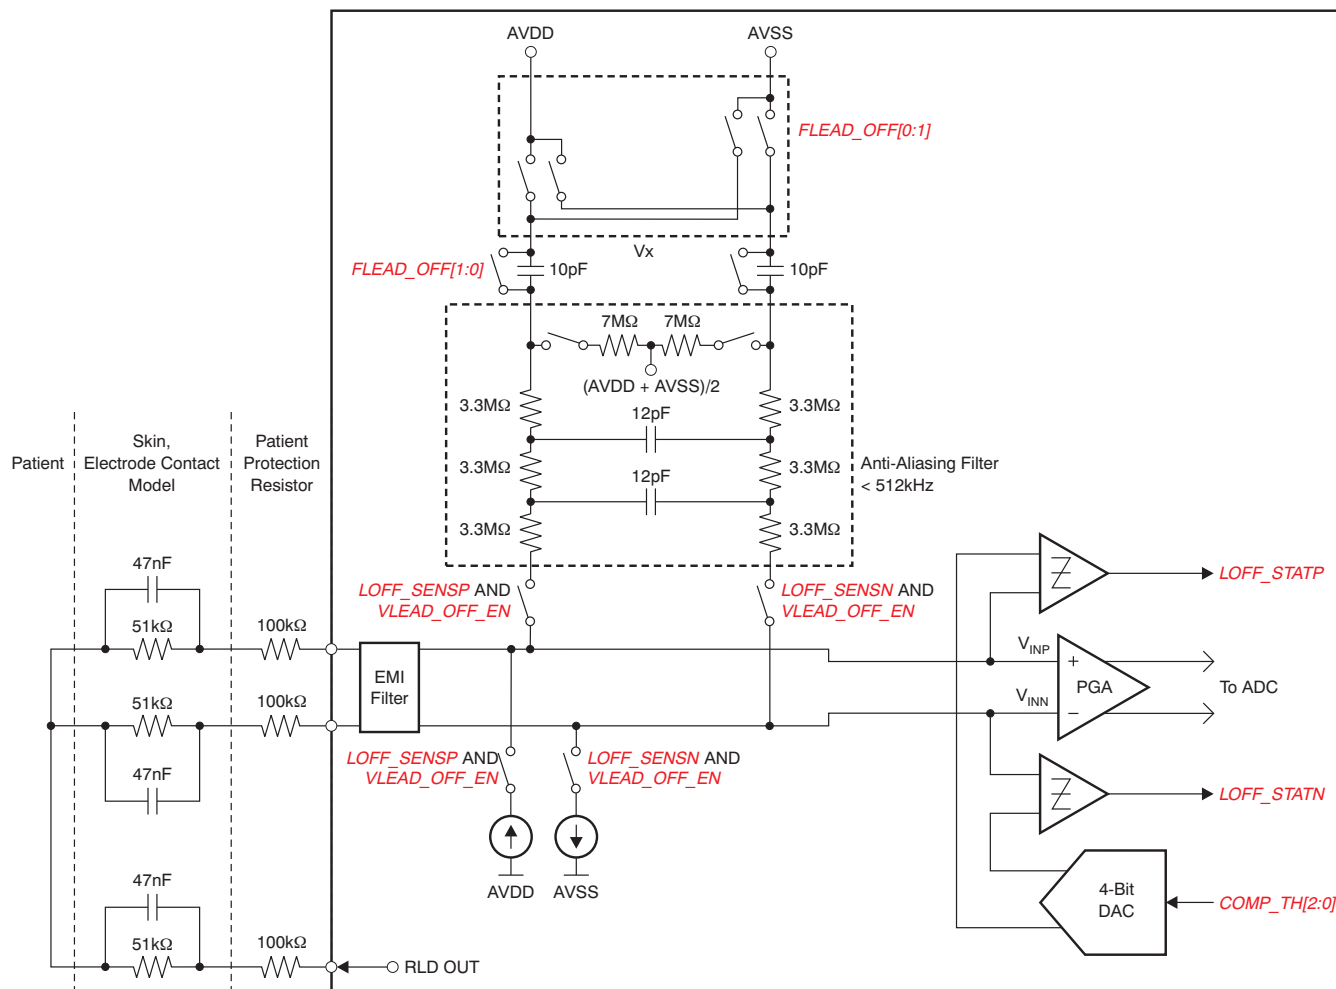 AVDD
AVSS
FLEAD_OFF[0:1]
Vx
FLEAD_OFF[1:0]
10pF
10pF
7MΩ
7MΩ
(AVDD + AVSS)/2
3.3MΩ
3.3MΩ
12pF
3.3MΩ
3.3MΩ
12pF
3.3MΩ
3.3MΩ
Anti-Aliasing Filter
< 512kHz
Patient
Skin,
Electrode Contact
Model
Patient
Protection
Resistor
LOFF_SENSP AND
VLEAD_OFF_EN
LOFF_SENSN AND
VLEAD_OFF_EN
47nF
51kΩ
100kΩ
EMI
Filter
51kΩ
100kΩ
47nF
LOFF_SENSP AND
VLEAD_OFF_EN
LOFF_SENSN AND
VLEAD_OFF_EN
AVDD
AVSS
LOFF_STATP
VINP
+
PGA
To ADC
VINN
−
LOFF_STATN
4-Bit
DAC
COMP_TH[2:0]
47nF
51kΩ
100kΩ
RLD OUT